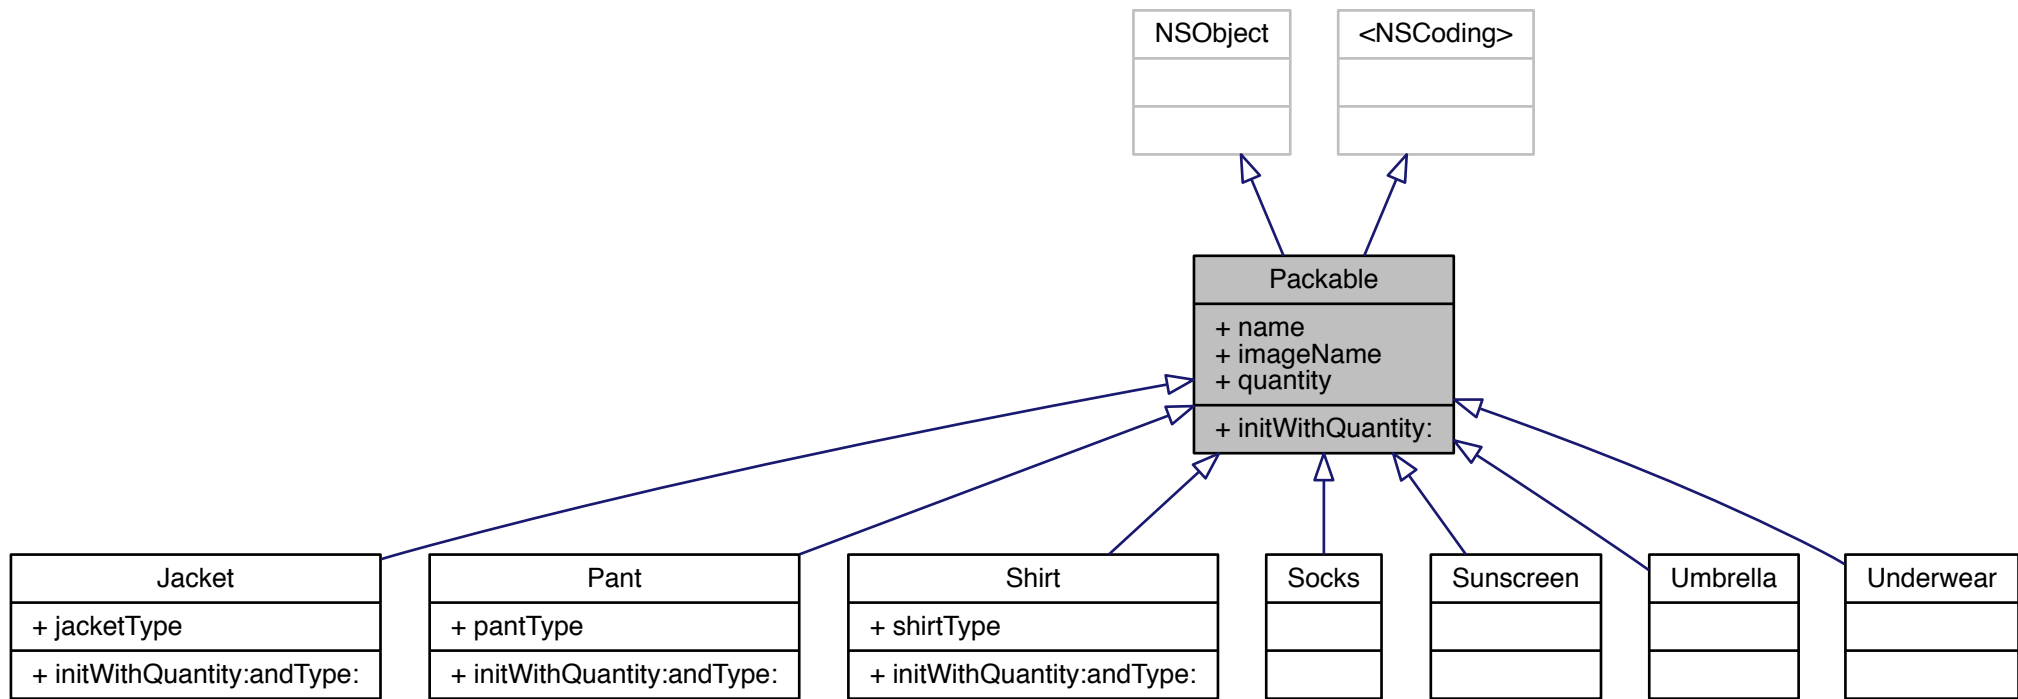 NSObject
<NSCoding>
Packable
+ name
+ imageName
+ quantity
+ initWithQuantity:
Jacket
+ jacketType
+ initWithQuantity:andType:
Pant
+ pantType
+ initWithQuantity:andType:
Shirt
+ shirtType
+ initWithQuantity:andType:
Socks
Sunscreen
Umbrella
Underwear